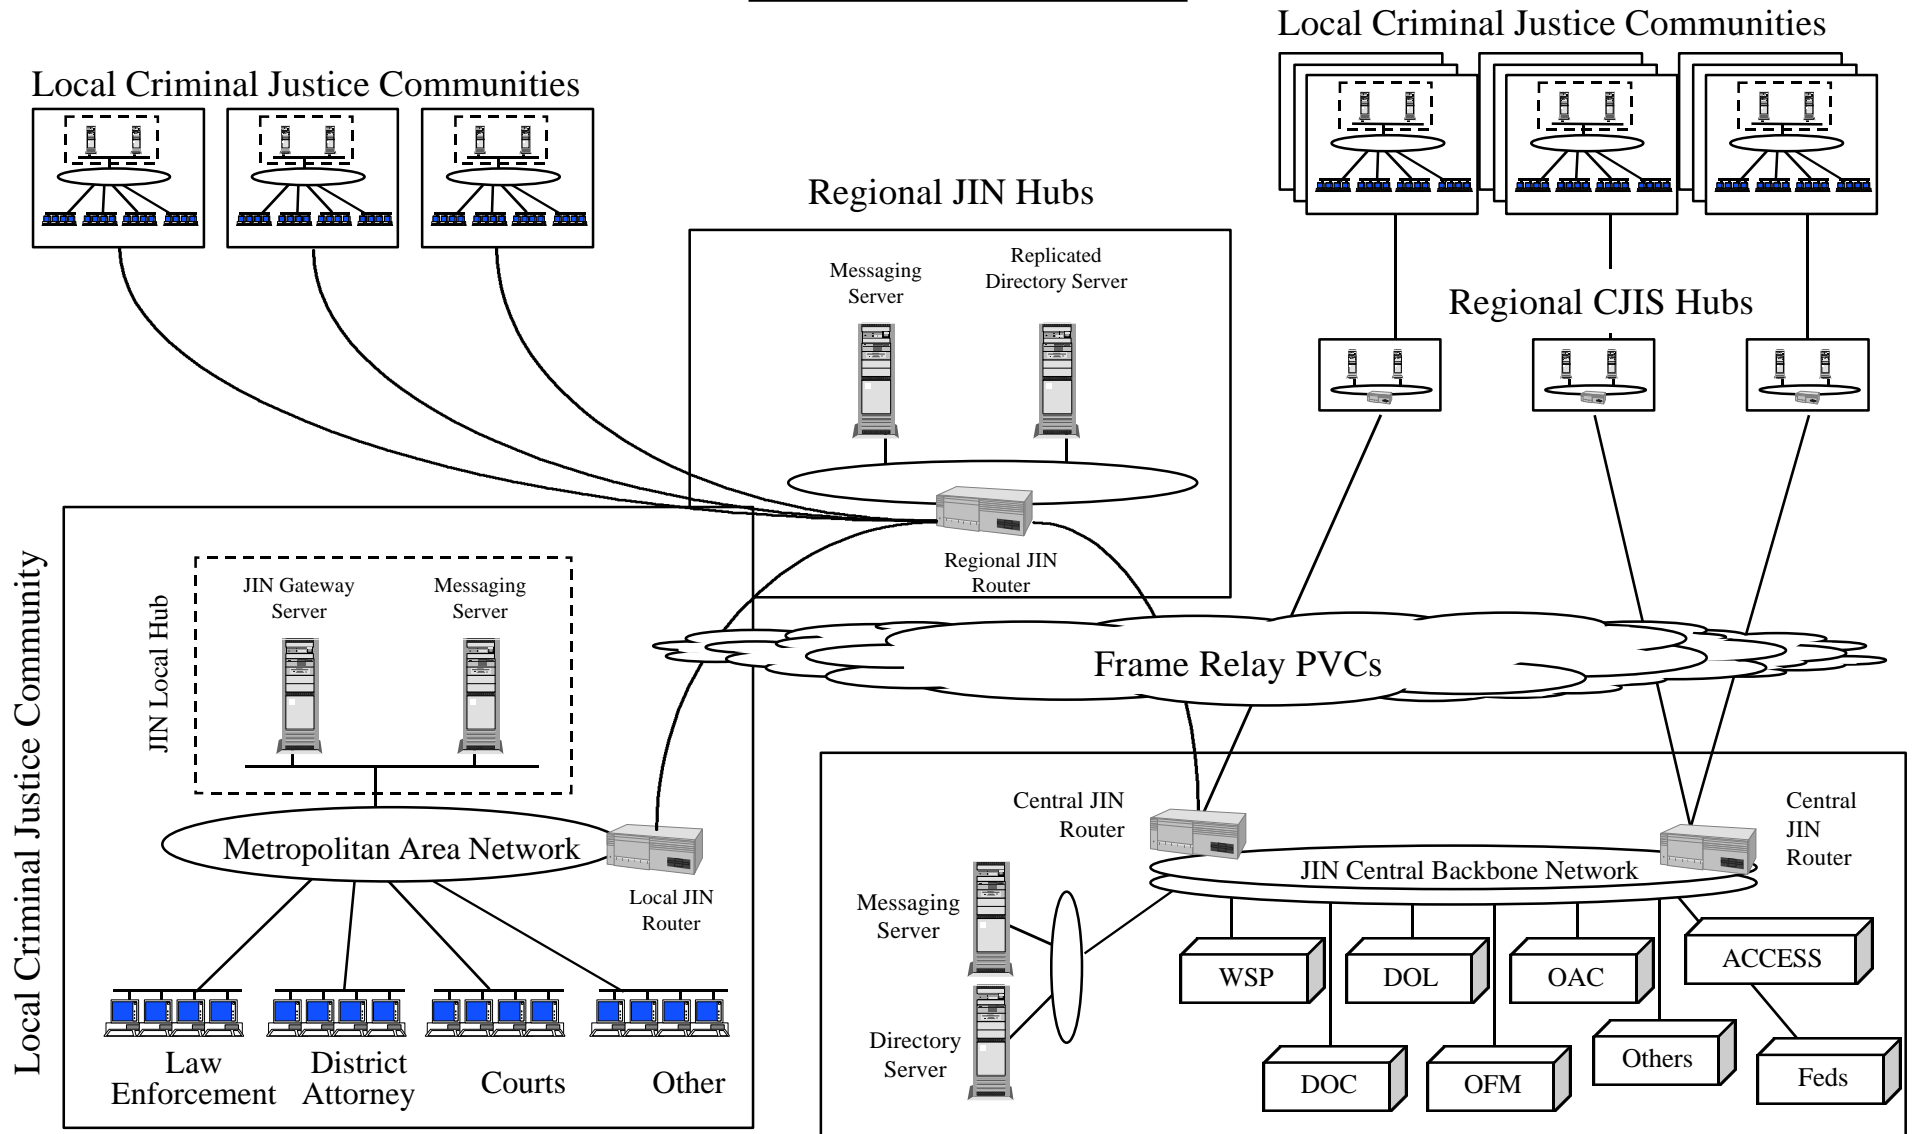 Local Criminal Justice Communities
Local Criminal Justice Communities
Regional JIN Hubs
Messaging
Server
Replicated
Directory Server
Regional CJIS Hubs
Regional JIN
Router
Local Criminal Justice Community
JIN Local Hub
JIN Gateway
Server
Messaging
Server
Frame Relay PVCs
Metropolitan Area Network
Local JIN
Router
Law
Enforcement
District
Attorney
Courts
Other
Central JIN
Router
Central
JIN
Router
JIN Central Backbone Network
Messaging
Server
Directory
Server
WSP
DOL
OAC
ACCESS
DOC
OFM
Others
Feds